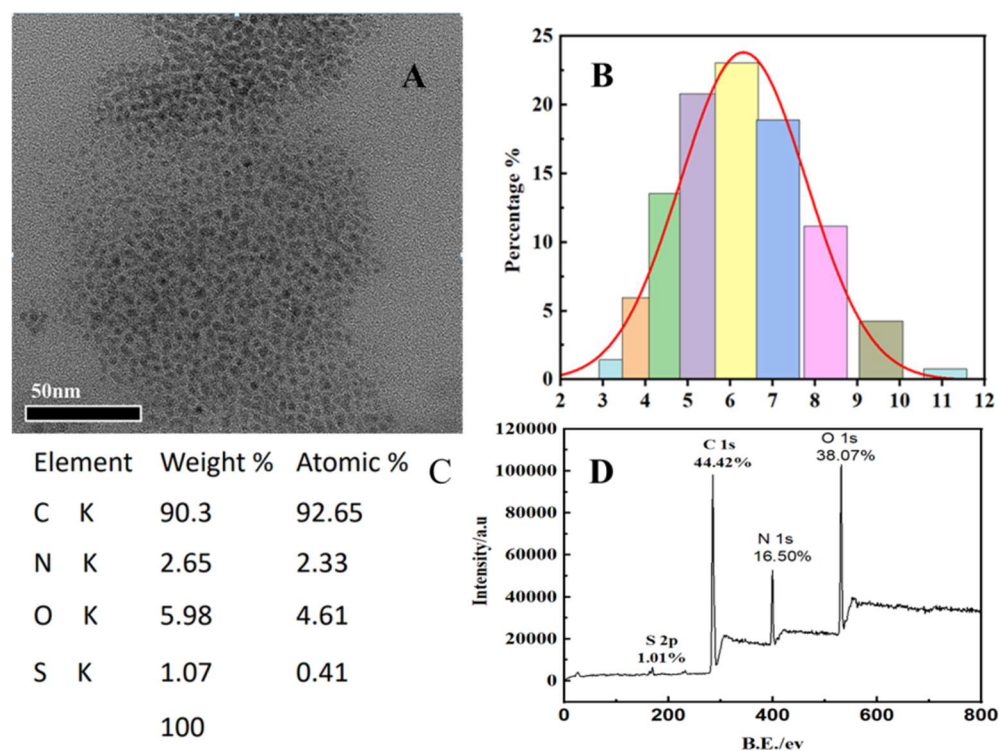 A
50nm
B
Percentage %
25
20
15
10
5
0
2 3 4 5 6 7 8 9 10 11 12
C
Element Weight % Atomic %
C K 90.3 92.65
N K 2.65 2.33
O K 5.98 4.61
S K 1.07 0.41
100
D
Intensity/a.u
120000
100000
80000
60000
40000
20000
0
S 2p
1.01%
C 1s
44.42%
N 1s
16.50%
O 1s
38.07%
0 200 400 600 800
B.E./ev